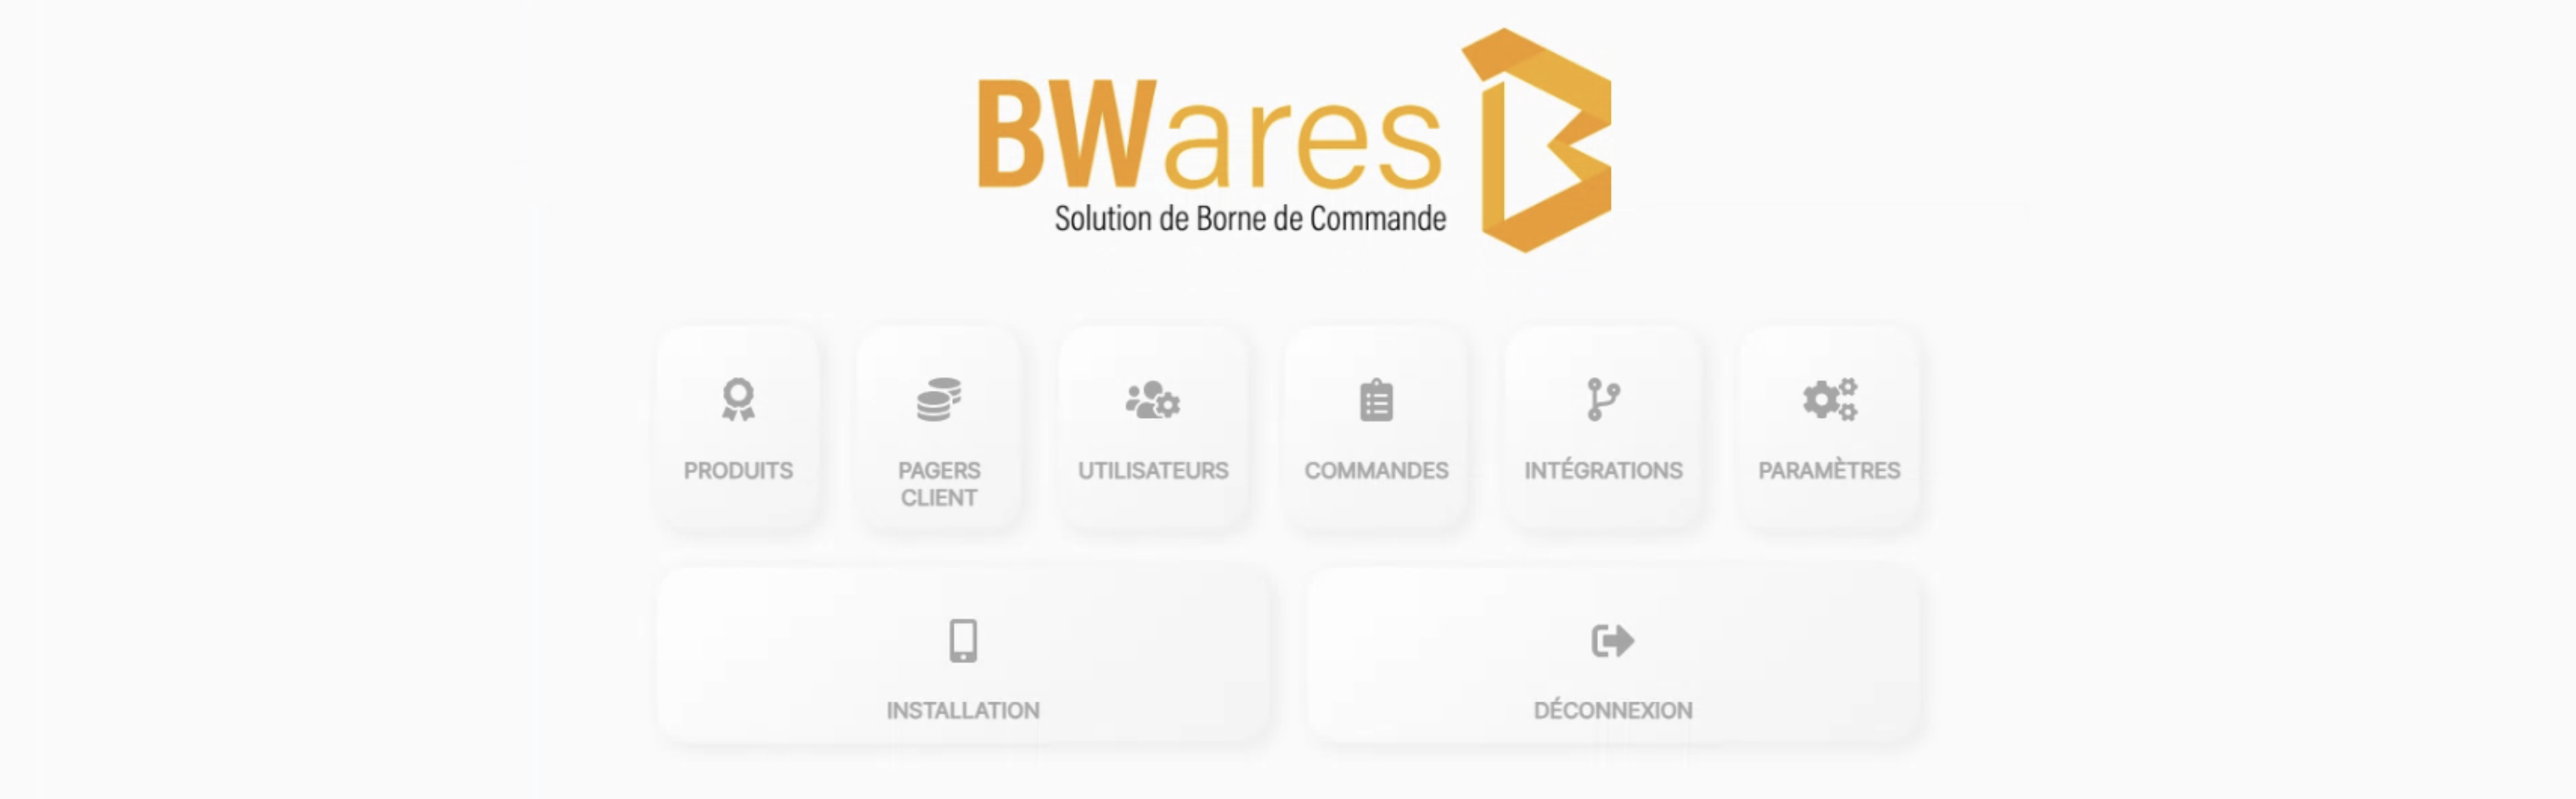 BWares
Solution de Borne de Commande
PRODUITS
PAGERS
CLIENT
UTILISATEURS
COMMANDES
INTÉGRATIONS
PARAMÈTRES
INSTALLATION
DÉCONNEXION